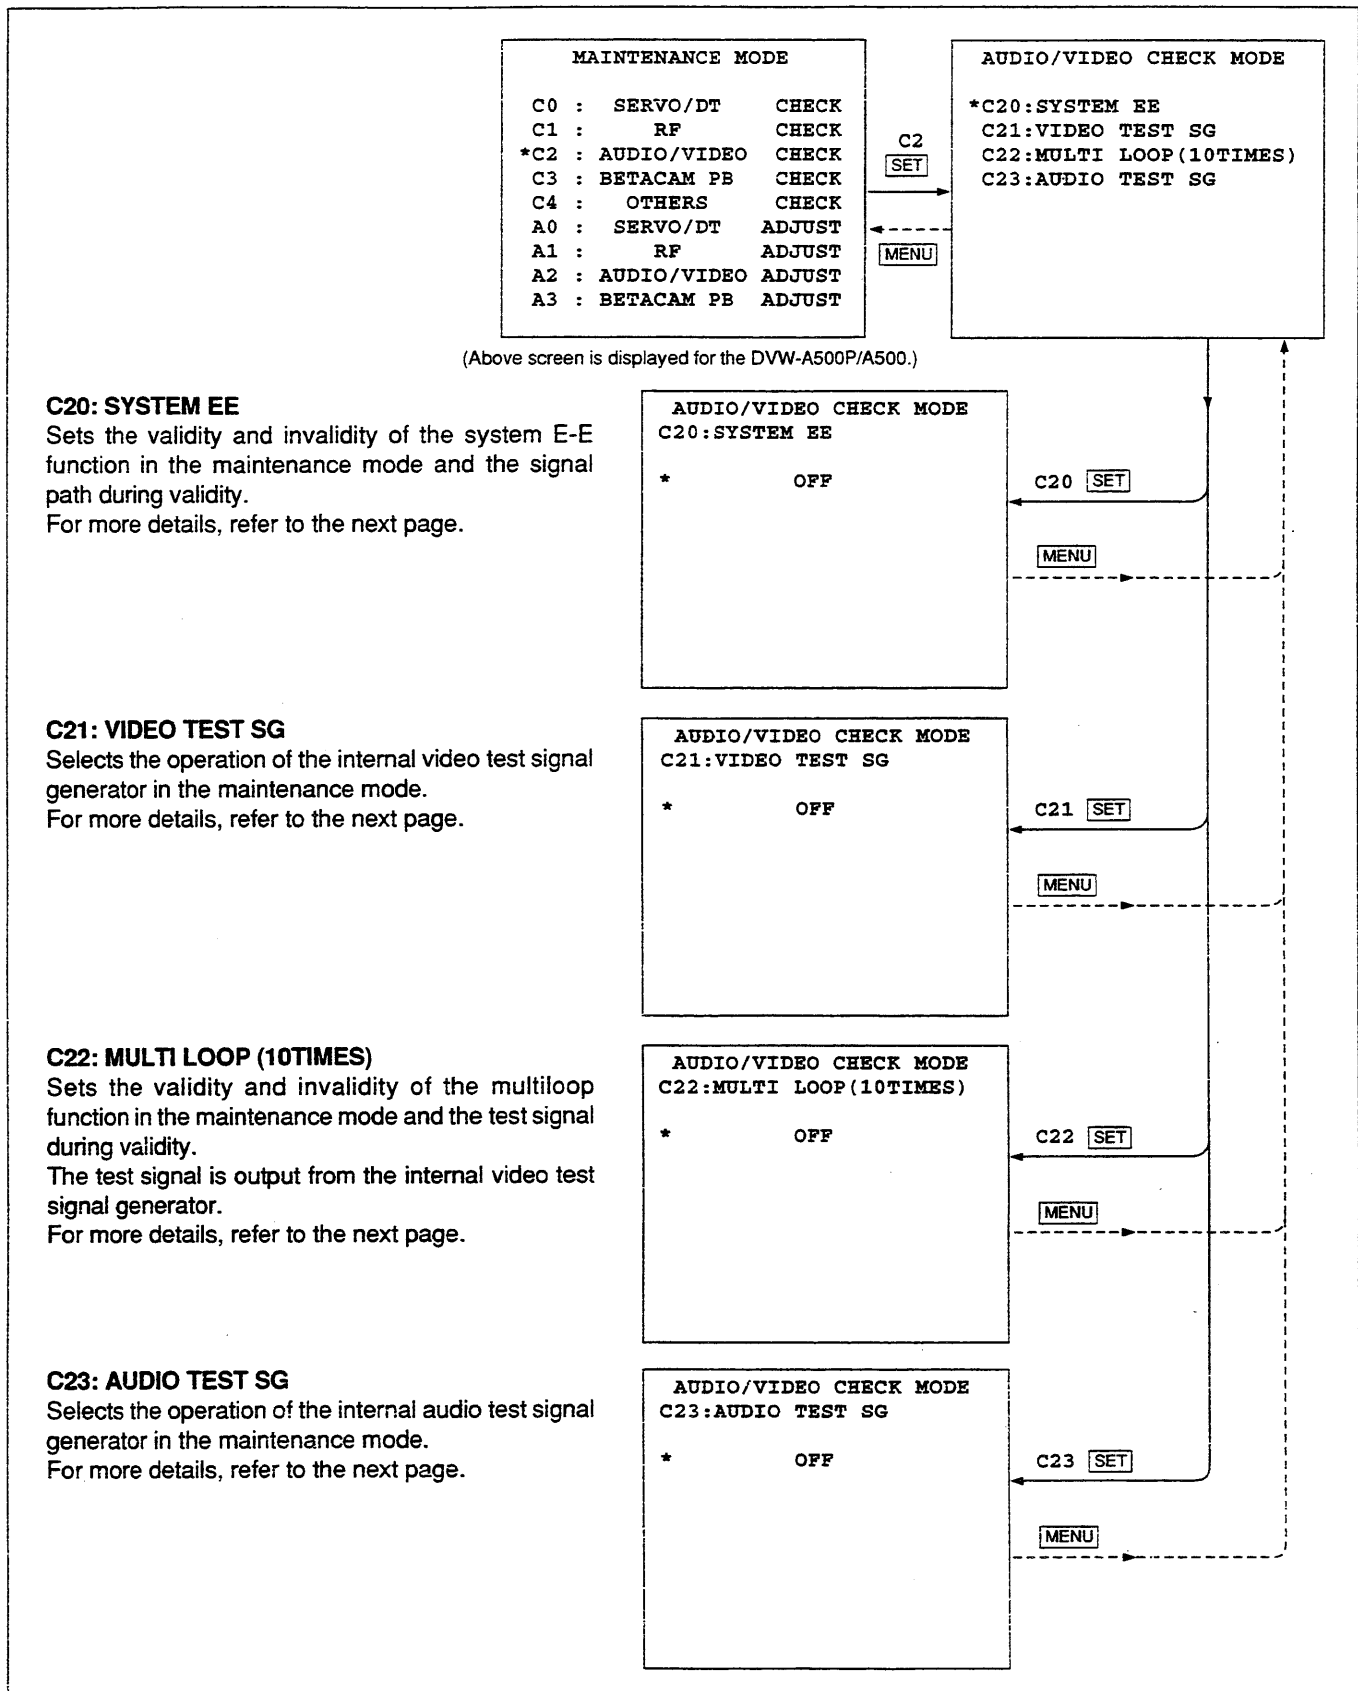 MAINTENANCE MODE
C0 : SERVO/DT CHECK
C1 : RF CHECK
*C2 : AUDIO/VIDEO CHECK
C3 : BETACAM PB CHECK
C4 : OTHERS CHECK
A0 : SERVO/DT ADJUST
A1 : RF ADJUST
A2 : AUDIO/VIDEO ADJUST
A3 : BETACAM PB ADJUST
C2
SET
MENU
AUDIO/VIDEO CHECK MODE
*C20:SYSTEM EE
C21:VIDEO TEST SG
C22:MULTI LOOP(10TIMES)
C23:AUDIO TEST SG
(Above screen is displayed for the DVW-A500P/A500.)
C20: SYSTEM EE
Sets the validity and invalidity of the system E-E
function in the maintenance mode and the signal
path during validity.
For more details, refer to the next page.
AUDIO/VIDEO CHECK MODE
C20:SYSTEM EE
* OFF
C20 SET
MENU
C21: VIDEO TEST SG
Selects the operation of the internal video test signal
generator in the maintenance mode.
For more details, refer to the next page.
AUDIO/VIDEO CHECK MODE
C21:VIDEO TEST SG
* OFF
C21 SET
MENU
C22: MULTI LOOP (10TIMES)
Sets the validity and invalidity of the multiloop
function in the maintenance mode and the test signal
during validity.
The test signal is output from the internal video test
signal generator.
For more details, refer to the next page.
AUDIO/VIDEO CHECK MODE
C22:MULTI LOOP(10TIMES)
* OFF
C22 SET
MENU
C23: AUDIO TEST SG
Selects the operation of the internal audio test signal
generator in the maintenance mode.
For more details, refer to the next page.
AUDIO/VIDEO CHECK MODE
C23:AUDIO TEST SG
* OFF
C23 SET
MENU